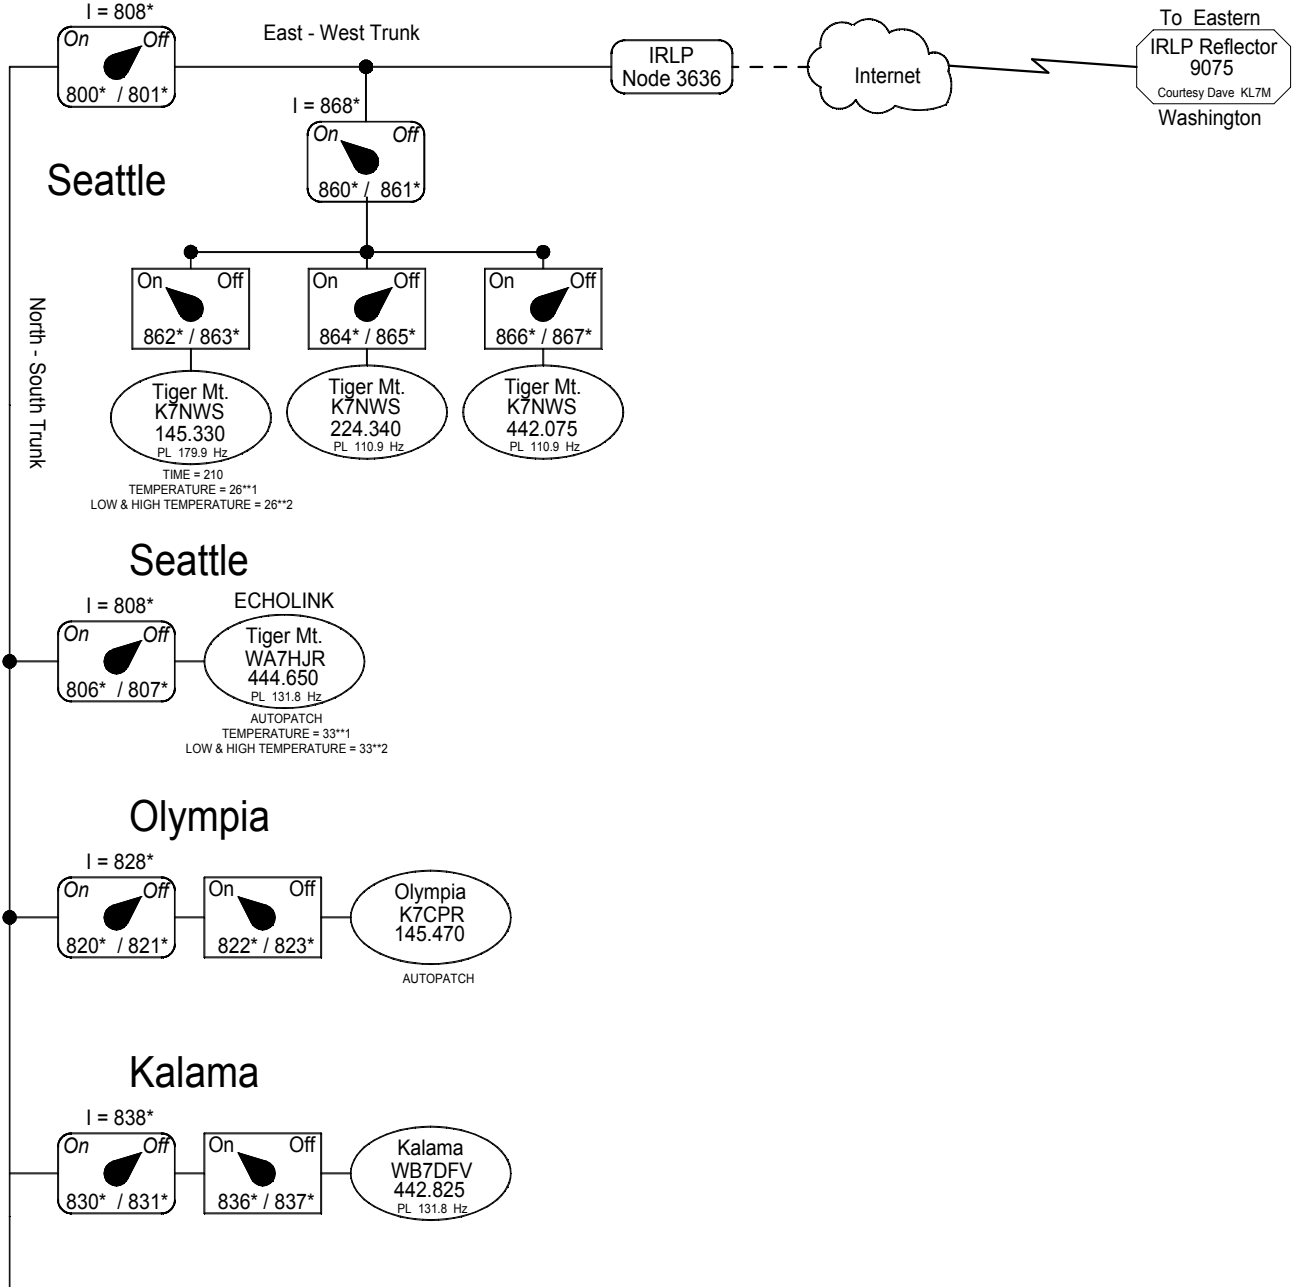 I = 808*
On Off
800* / 801*
East - West Trunk
I = 868*
On Off
860* / 861*
IRLP
Node 3636
Internet
To Eastern
IRLP Reflector
9075
Courtesy Dave KL7M
Washington
Seattle
North - South Trunk
On Off
862* / 863*
On Off
864* / 865*
On Off
866* / 867*
Tiger Mt.
K7NWS
145.330
PL 179.9 Hz
TIME = 210
TEMPERATURE = 26**1
LOW & HIGH TEMPERATURE = 26**2
Tiger Mt.
K7NWS
224.340
PL 110.9 Hz
Tiger Mt.
K7NWS
442.075
PL 110.9 Hz
Seattle
I = 808*
On Off
806* / 807*
ECHOLINK
Tiger Mt.
WA7HJR
444.650
PL 131.8 Hz
AUTOPATCH
TEMPERATURE = 33**1
LOW & HIGH TEMPERATURE = 33**2
Olympia
I = 828*
On Off
820* / 821*
On Off
822* / 823*
Olympia
K7CPR
145.470
AUTOPATCH
Kalama
I = 838*
On Off
830* / 831*
On Off
836* / 837*
Kalama
WB7DFV
442.825
PL 131.8 Hz